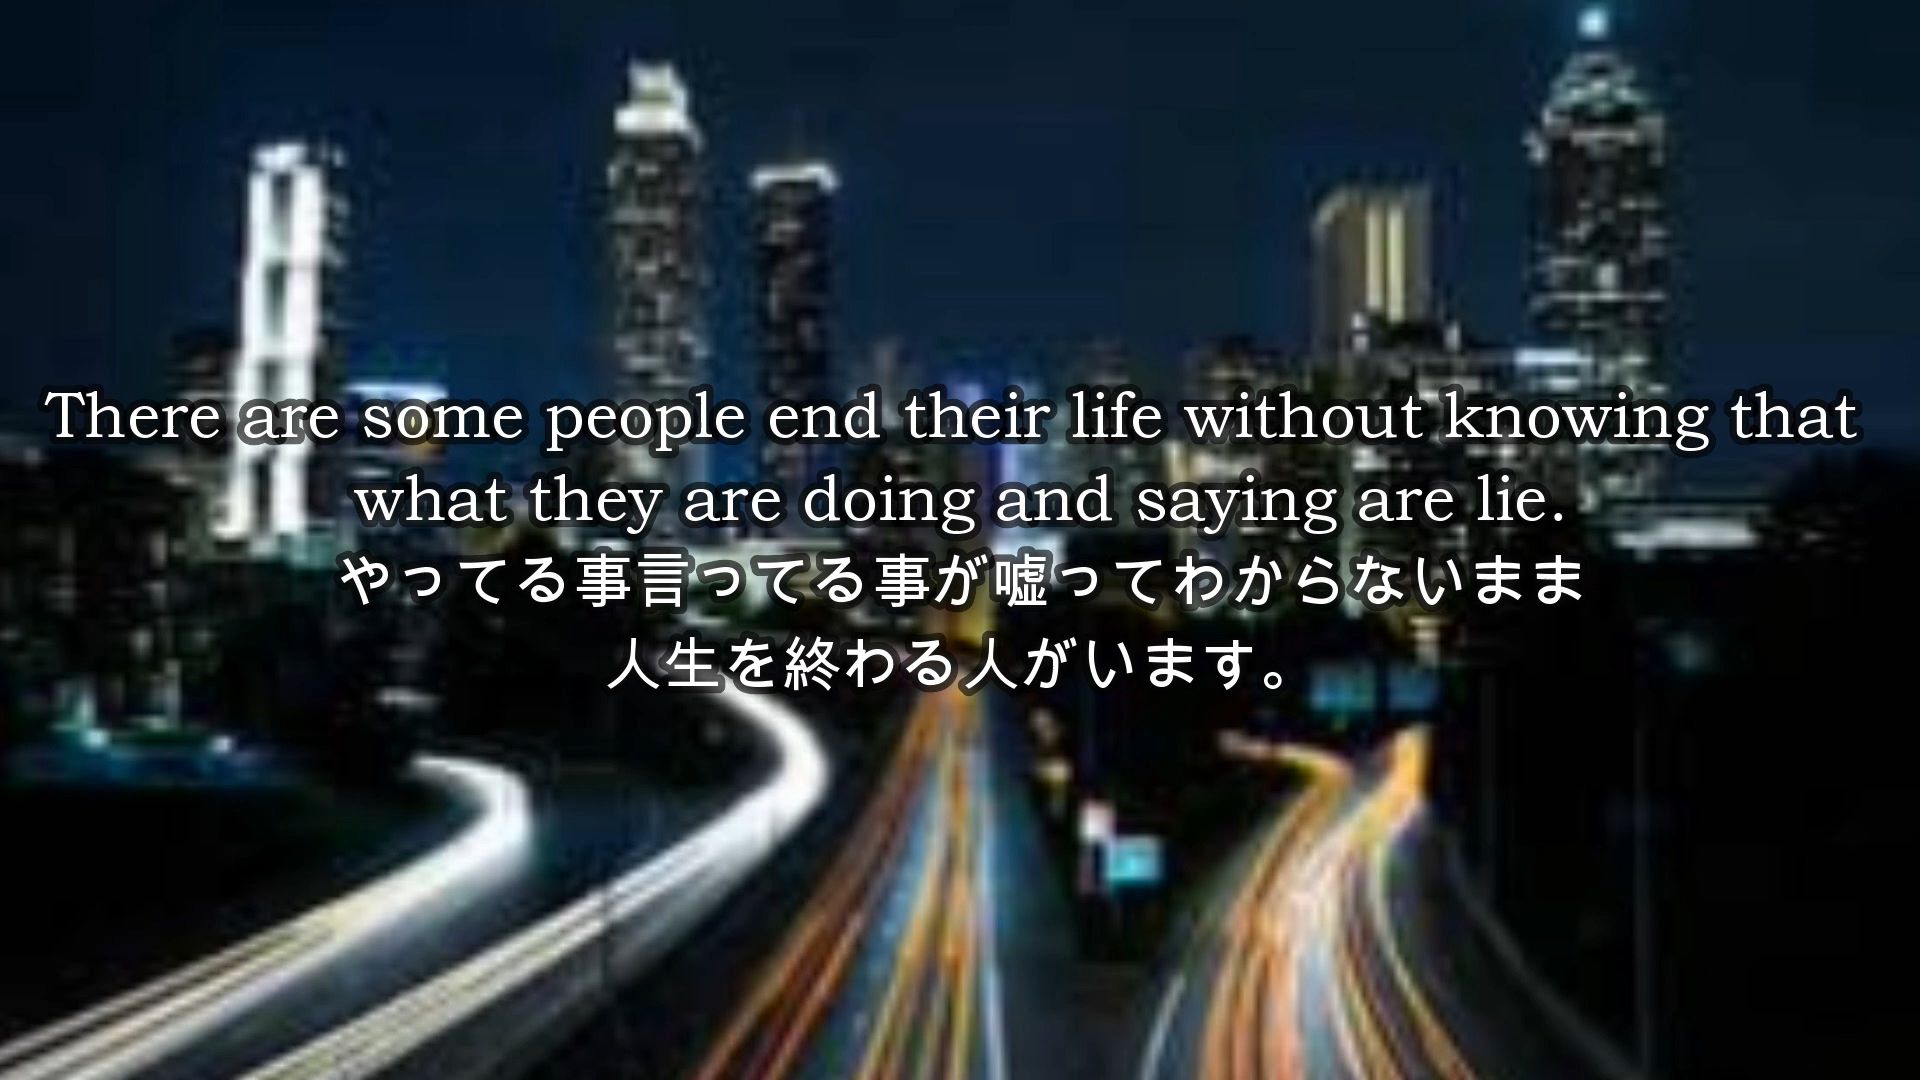 There are some people end their life without knowing that
what they are doing and saying are lie.
やってる事言ってる事が嘘ってわからないまま
人生を終わる人がいます。